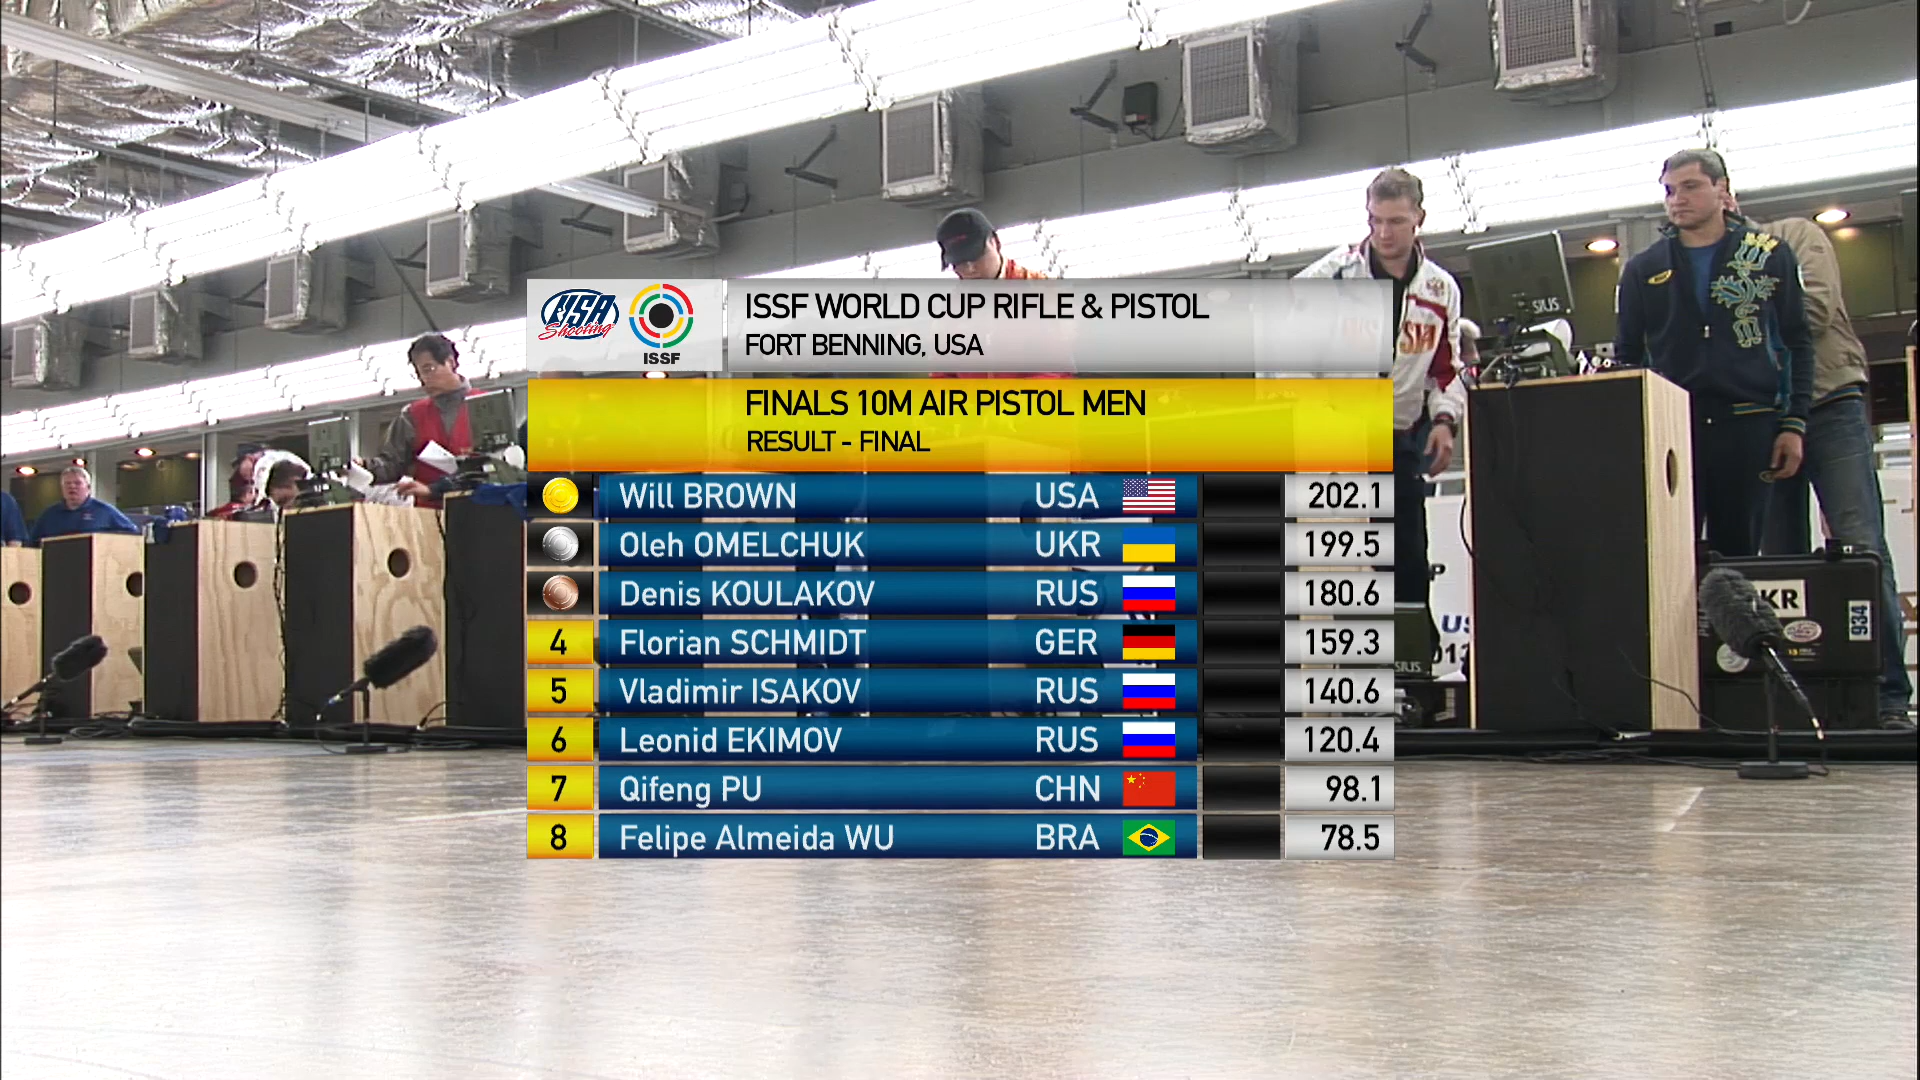 USA
Shooting
ISSF
ISSF WORLD CUP RIFLE & PISTOL
FORT BENNING, USA
FINALS 10M AIR PISTOL MEN
RESULT - FINAL
Will BROWN USA 202.1
Oleh OMELCHUK UKR 199.5
Denis KOULAKOV RUS 180.6
4 Florian SCHMIDT GER 159.3
5 Vladimir ISAKOV RUS 140.6
6 Leonid EKIMOV RUS 120.4
7 Qifeng PU CHN 98.1
8 Felipe Almeida WU BRA 78.5
SIUS
KR
934
SIUS